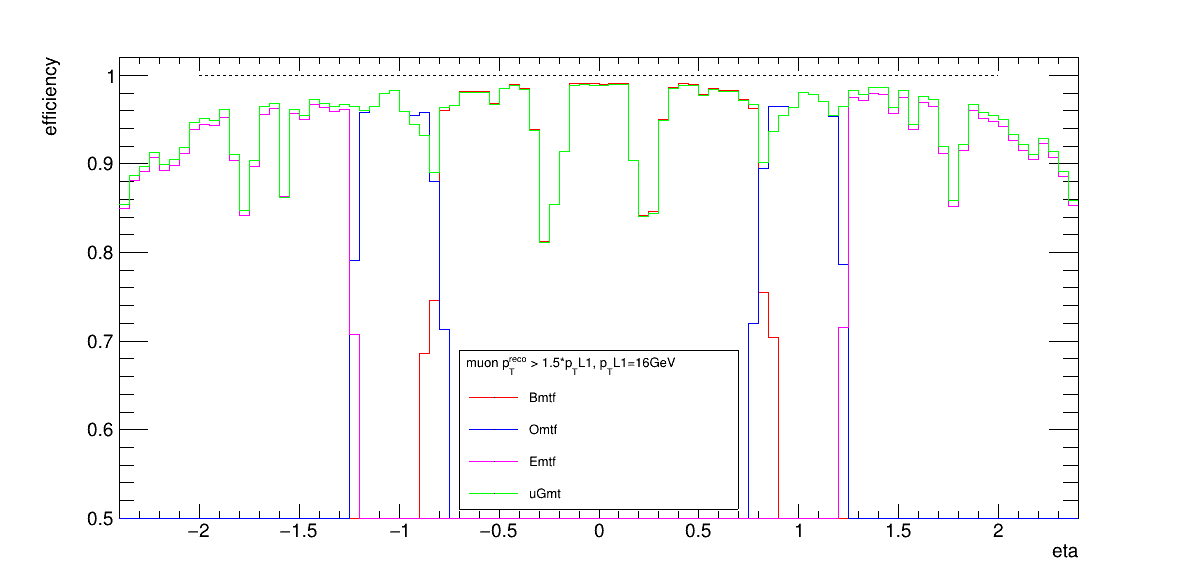 efficiency
1
0.9
0.8
0.7
0.6
0.5
muon p_T^reco > 1.5*p_T L1, p_T L1=16GeV
Bmtf
Omtf
Emtf
uGmt
−2 −1.5 −1 −0.5 0 0.5 1 1.5 2
eta